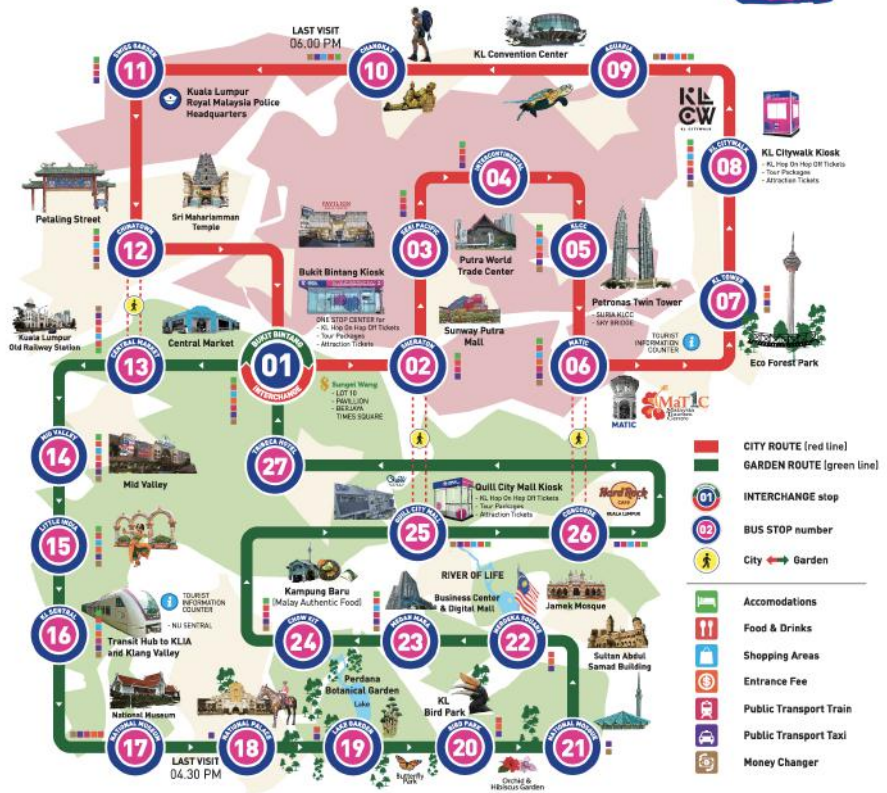 LAST VISIT
06.00 PM
SWISS GARDEN
11
CHANGKAT
10
KL Convention Center
AQUARIA
09
Kuala Lumpur
Royal Malaysia Police
Headquarters
KLCW
KL CITYWALK
KL CITYWALK
08
KL Citywalk Kiosk
- KL Hop On Hop Off Tickets
- Tour Packages
- Attraction Tickets
INTERCONTINENTAL
04
Petaling Street
Sri Mahariamman
Temple
CHINATOWN
12
PAVILION
SERI PACIFIC
03
Putra World
Trade Center
KLCC
05
Bukit Bintang Kiosk
ONE STOP CENTER for
- KL Hop On Hop Off Tickets
- Tour Packages
- Attraction Tickets
Petronas Twin Tower
- SURIA KLCC
- SKY BRIDGE
KL TOWER
07
Sunway Putra
Mall
TOURIST
INFORMATION
COUNTER
Eco Forest Park
Kuala Lumpur
Old Railway Station
Central Market
CENTRAL MARKET
13
BUKIT BINTANG
01
INTERCHANGE
SHERATON
02
MATIC
06
Sungei Wang
- LOT 10
- PAVILLION
- BERJAYA
TIMES SQUARE
MATIC
MaTiC
Malaysia
Tourism
Centre
MID VALLEY
14
Mid Valley
TRIBECA HOTEL
27
Quill City Mall Kiosk
- KL Hop On Hop Off Tickets
- Tour Packages
- Attraction Tickets
Hard Rock
CAFE
KUALA LUMPUR
QUILL CITY MALL
25
CONCORDE
26
LITTLE INDIA
15
RIVER OF LIFE
Kampung Baru
(Malay Authentic Food)
Business Center
& Digital Mall
Jamek Mosque
KL SENTRAL
16
TOURIST
INFORMATION
COUNTER
- NU SENTRAL
Transit Hub to KLIA
and Klang Valley
CHOW KIT
24
MEDAN MARA
23
MERDEKA SQUARE
22
Sultan Abdul
Samad Building
Perdana
Botanical Garden
Lake
KL
Bird Park
National Museum
NATIONAL MUSEUM
17
NATIONAL PALACE
18
LAKE GARDEN
19
BIRD PARK
20
NATIONAL MOSQUE
21
LAST VISIT
04.30 PM
Butterfly
Park
Orchid &
Hibiscus Garden
CITY ROUTE (red line)
GARDEN ROUTE (green line)
01
INTERCHANGE stop
02
BUS STOP number
City Garden
Accomodations
Food & Drinks
Shopping Areas
Entrance Fee
Public Transport Train
Public Transport Taxi
Money Changer